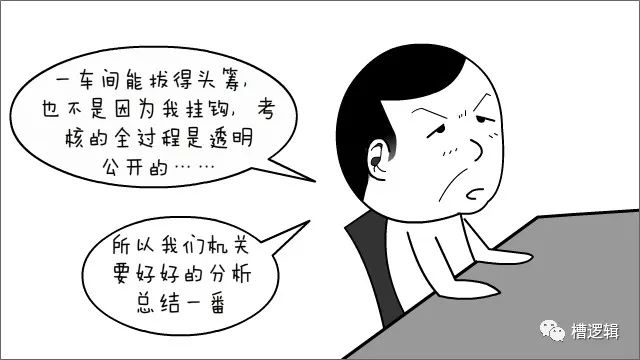 一车间能拔得头筹,
也不是因为我挂钩,考
核的全过程是透明
公开的……
所以我们机关
要好好的分析
总结一番
槽逻辑